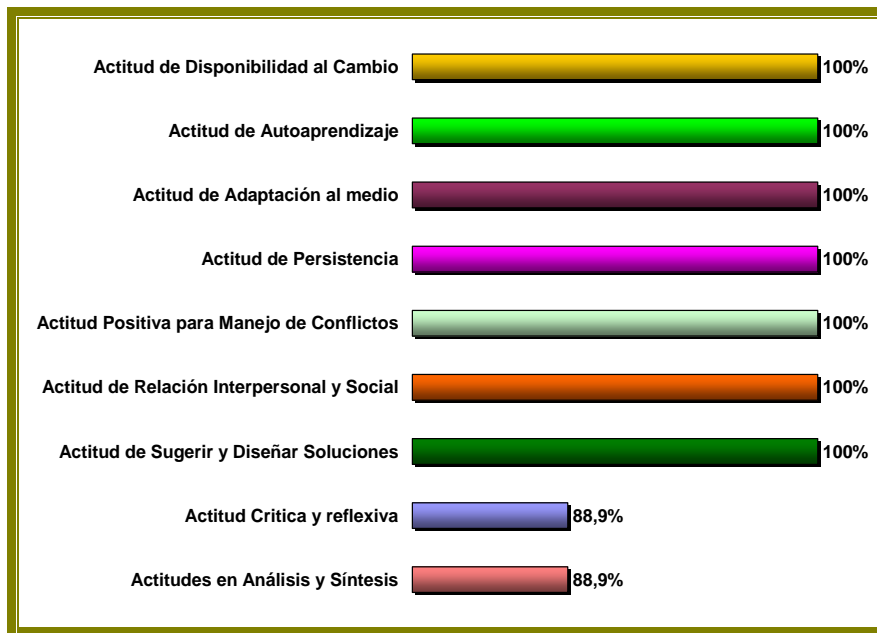 Actitud de Disponibilidad al Cambio 100%
Actitud de Autoaprendizaje 100%
Actitud de Adaptación al medio 100%
Actitud de Persistencia 100%
Actitud Positiva para Manejo de Conflictos 100%
Actitud de Relación Interpersonal y Social 100%
Actitud de Sugerir y Diseñar Soluciones 100%
Actitud Critica y reflexiva 88,9%
Actitudes en Análisis y Síntesis 88,9%